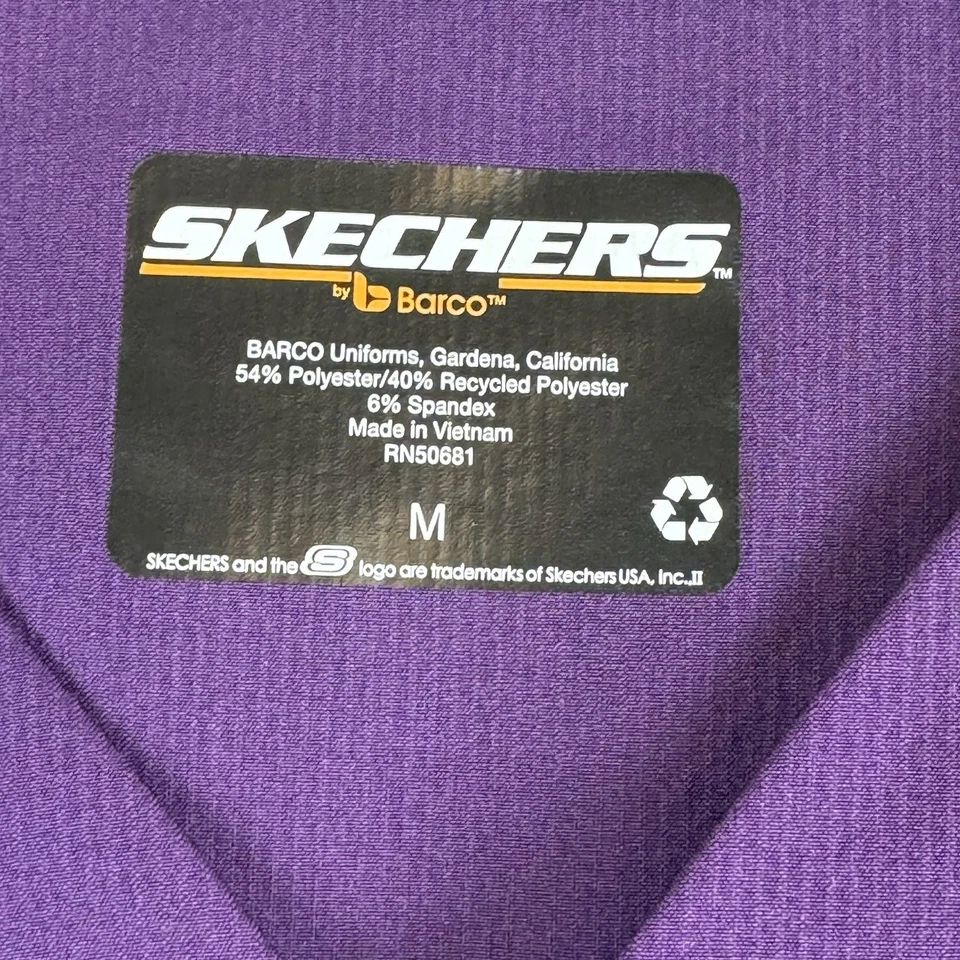 SKECHERS™
by b Barco™
BARCO Uniforms, Gardena, California
54% Polyester/40% Recycled Polyester
6% Spandex
Made in Vietnam
RN50681
M
SKECHERS and the S logo are trademarks of Skechers USA, Inc.,II